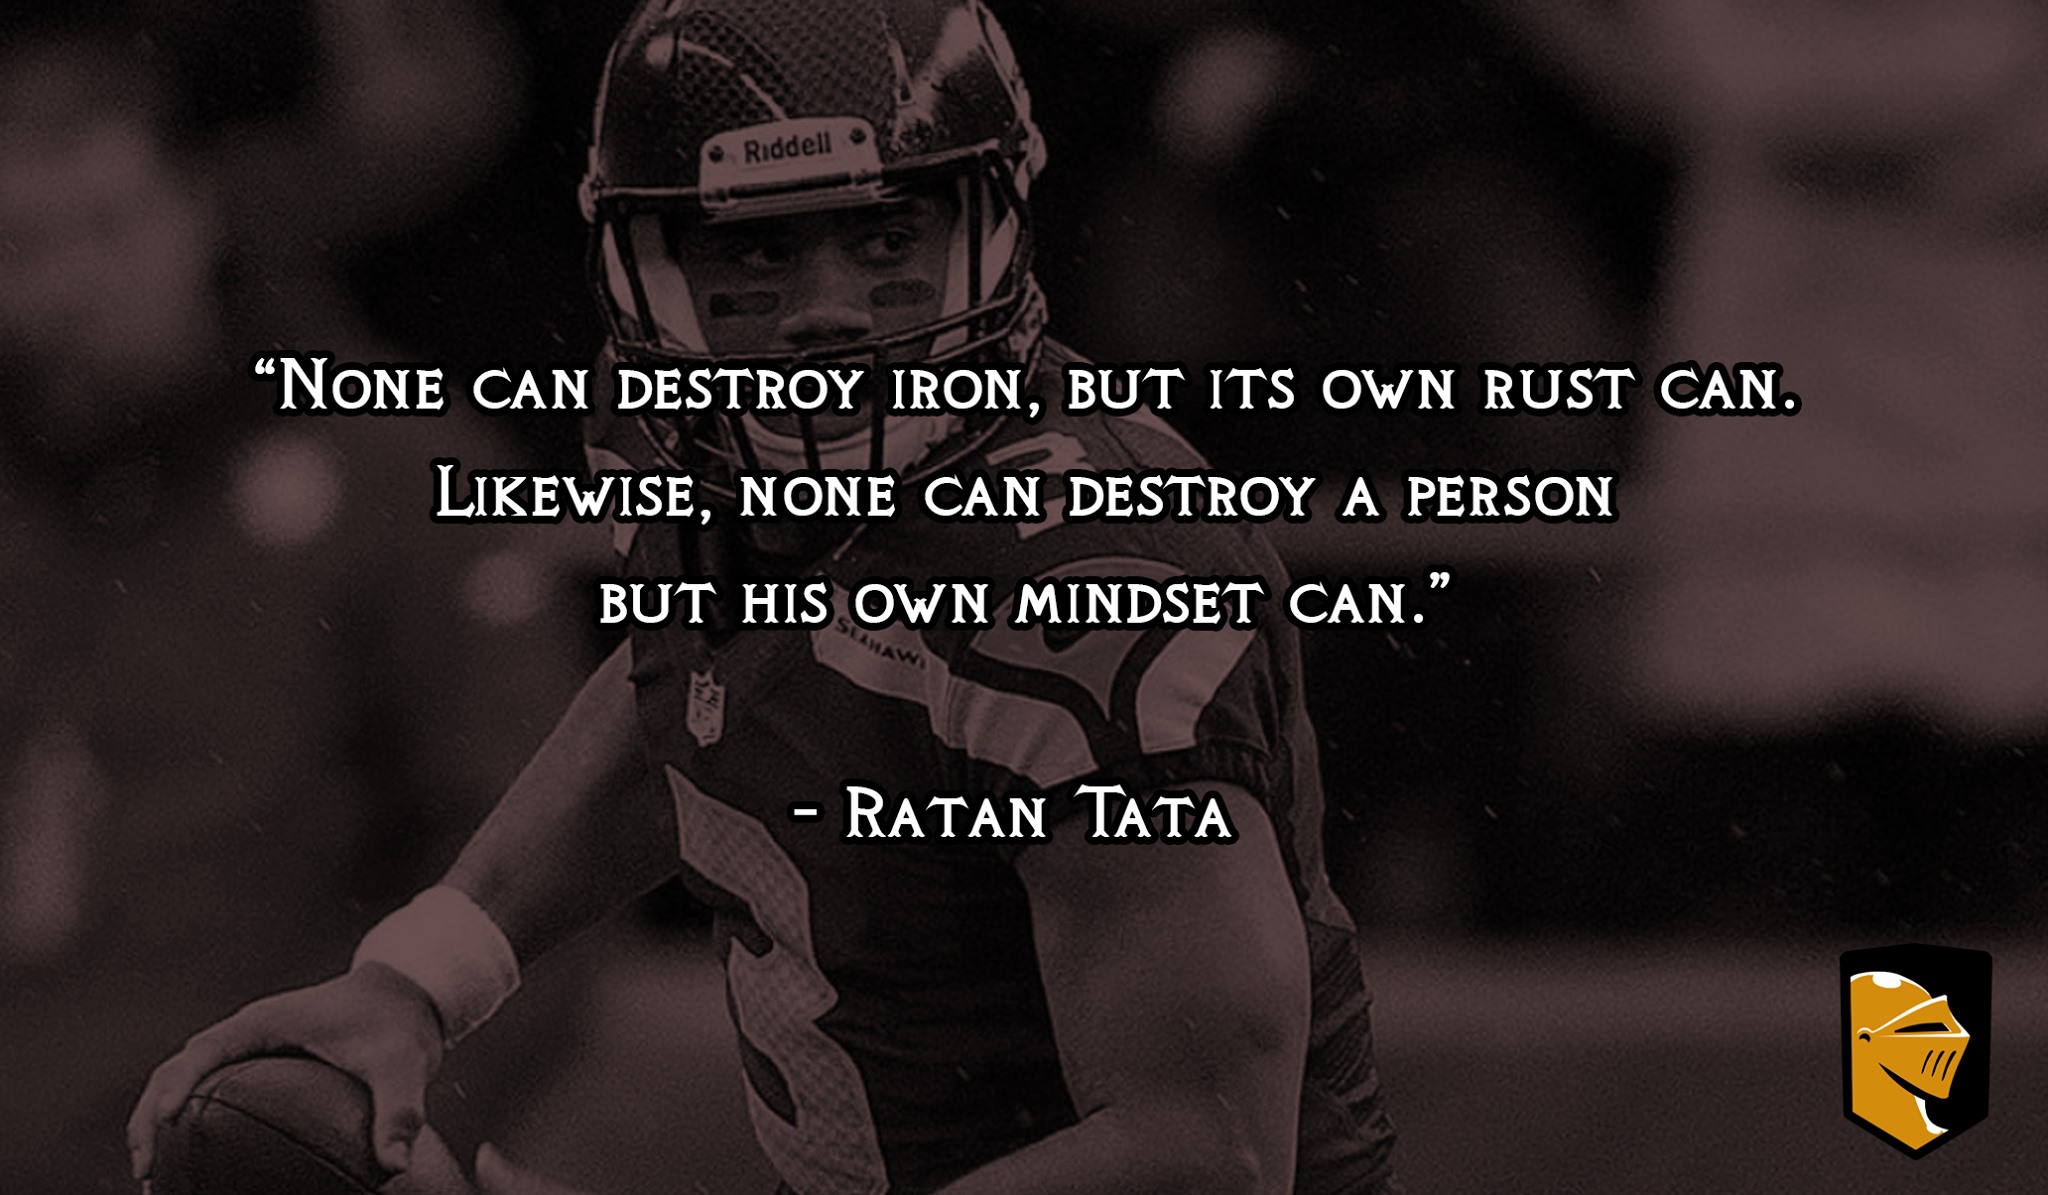 Riddell
“None can destroy iron, but its own rust can.
Likewise, none can destroy a person
but his own mindset can.”
SEAHAWKS
- Ratan Tata